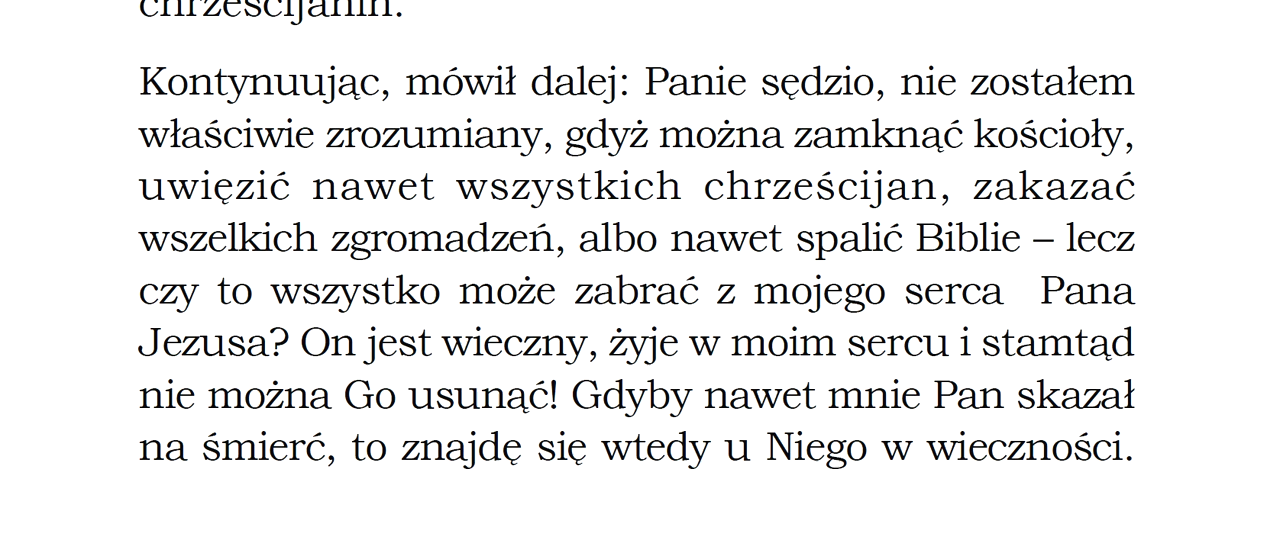 chrześcijanin.
Kontynuując, mówił dalej: Panie sędzio, nie zostałem
właściwie zrozumiany, gdyż można zamknąć kościoły,
uwięzić nawet wszystkich chrześcijan, zakazać
wszelkich zgromadzeń, albo nawet spalić Biblie – lecz
czy to wszystko może zabrać z mojego serca  Pana
Jezusa? On jest wieczny, żyje w moim sercu i stamtąd
nie można Go usunąć! Gdyby nawet mnie Pan skazał
na śmierć, to znajdę się wtedy u Niego w wieczności.